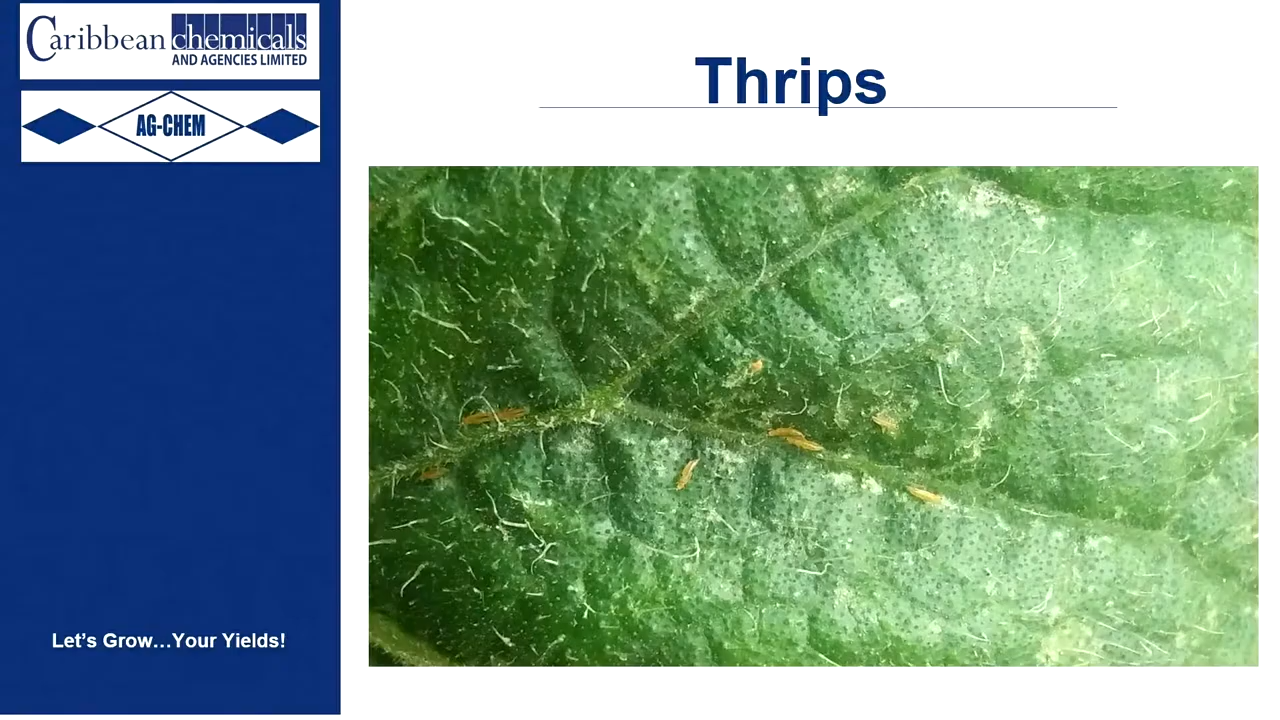 Caribbean chemicals
AND AGENCIES LIMITED
AG-CHEM
Thrips
Let’s Grow...Your Yields!